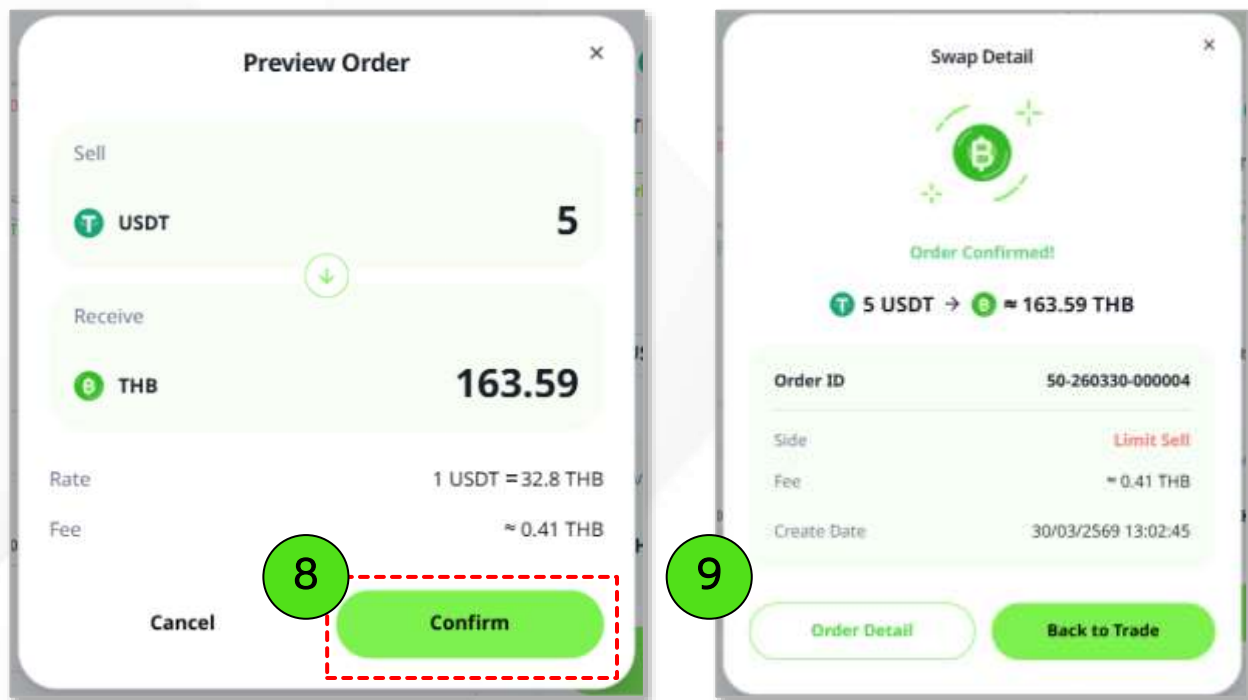 Preview Order
×
Sell
USDT
5
Receive
THB
163.59
Rate
1 USDT = 32.8 THB
Fee
≈ 0.41 THB
8
Cancel
Confirm
Swap Detail
×
Order Confirmed!
5 USDT → ≈ 163.59 THB
Order ID
50-260330-000004
Side
Limit Sell
Fee
≈ 0.41 THB
Create Date
30/03/2569 13:02:45
9
Order Detail
Back to Trade